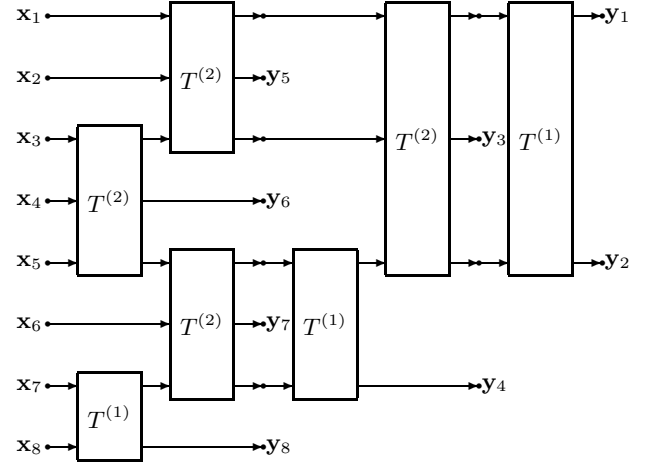 x₁ y₁
T⁽²⁾
x₂ y₅
x₃ T⁽²⁾ y₃ T⁽¹⁾
x₄ T⁽²⁾ y₆
x₅ y₂
x₆ T⁽²⁾ y₇ T⁽¹⁾
x₇ y₄
T⁽¹⁾
x₈ y₈